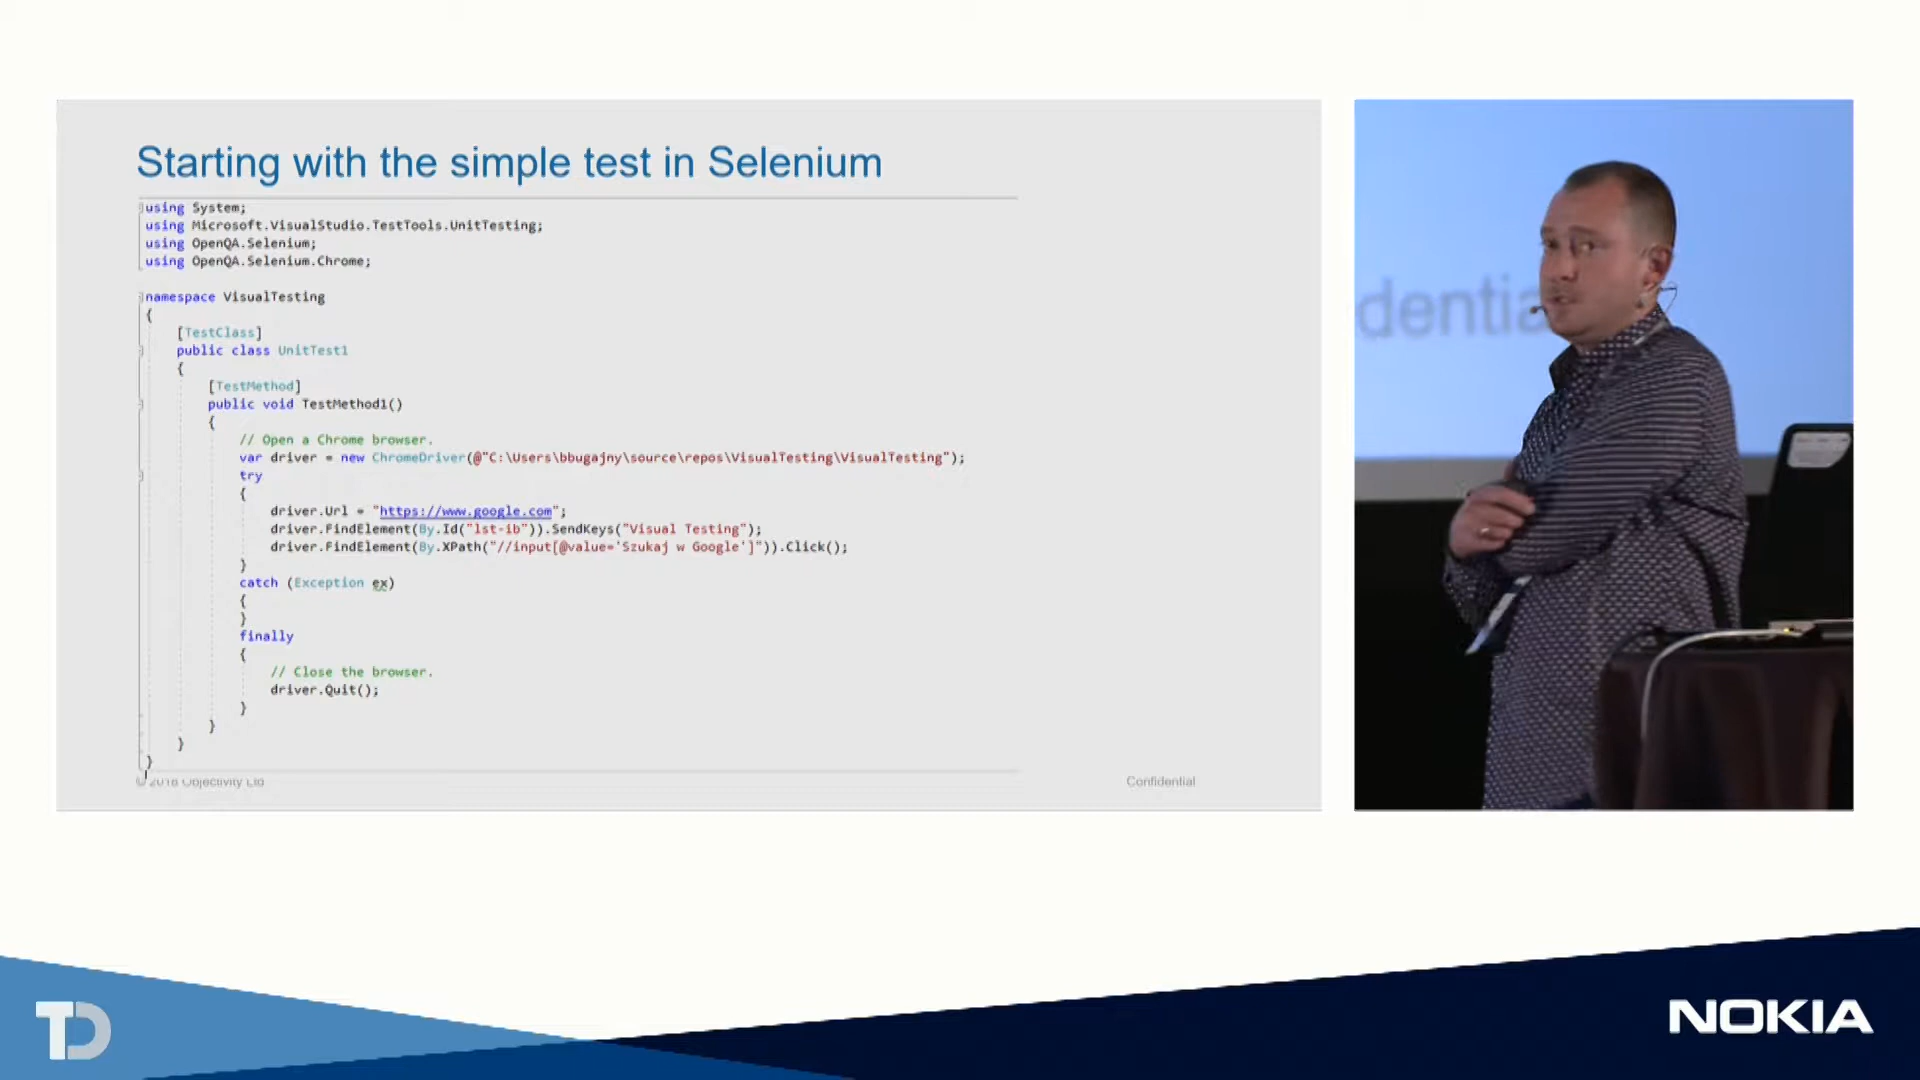 Starting with the simple test in Selenium
using System;
using Microsoft.VisualStudio.TestTools.UnitTesting;
using OpenQA.Selenium;
using OpenQA.Selenium.Chrome;
namespace VisualTesting
{
[TestClass]
public class UnitTest1
{
[TestMethod]
public void TestMethod1()
{
// Open a Chrome browser.
var driver = new ChromeDriver(@"C:\Users\bbugajny\source\repos\VisualTesting\VisualTesting");
try
{
driver.Url = "https://www.google.com";
driver.FindElement(By.Id("lst-ib")).SendKeys("Visual Testing");
driver.FindElement(By.XPath("//input[@value='Szukaj w Google']")).Click();
}
catch (Exception ex)
{
}
finally
{
// Close the browser.
driver.Quit();
}
}
}
}
© 2018 Objectivity Ltd
Confidential
dentia
TD
NOKIA